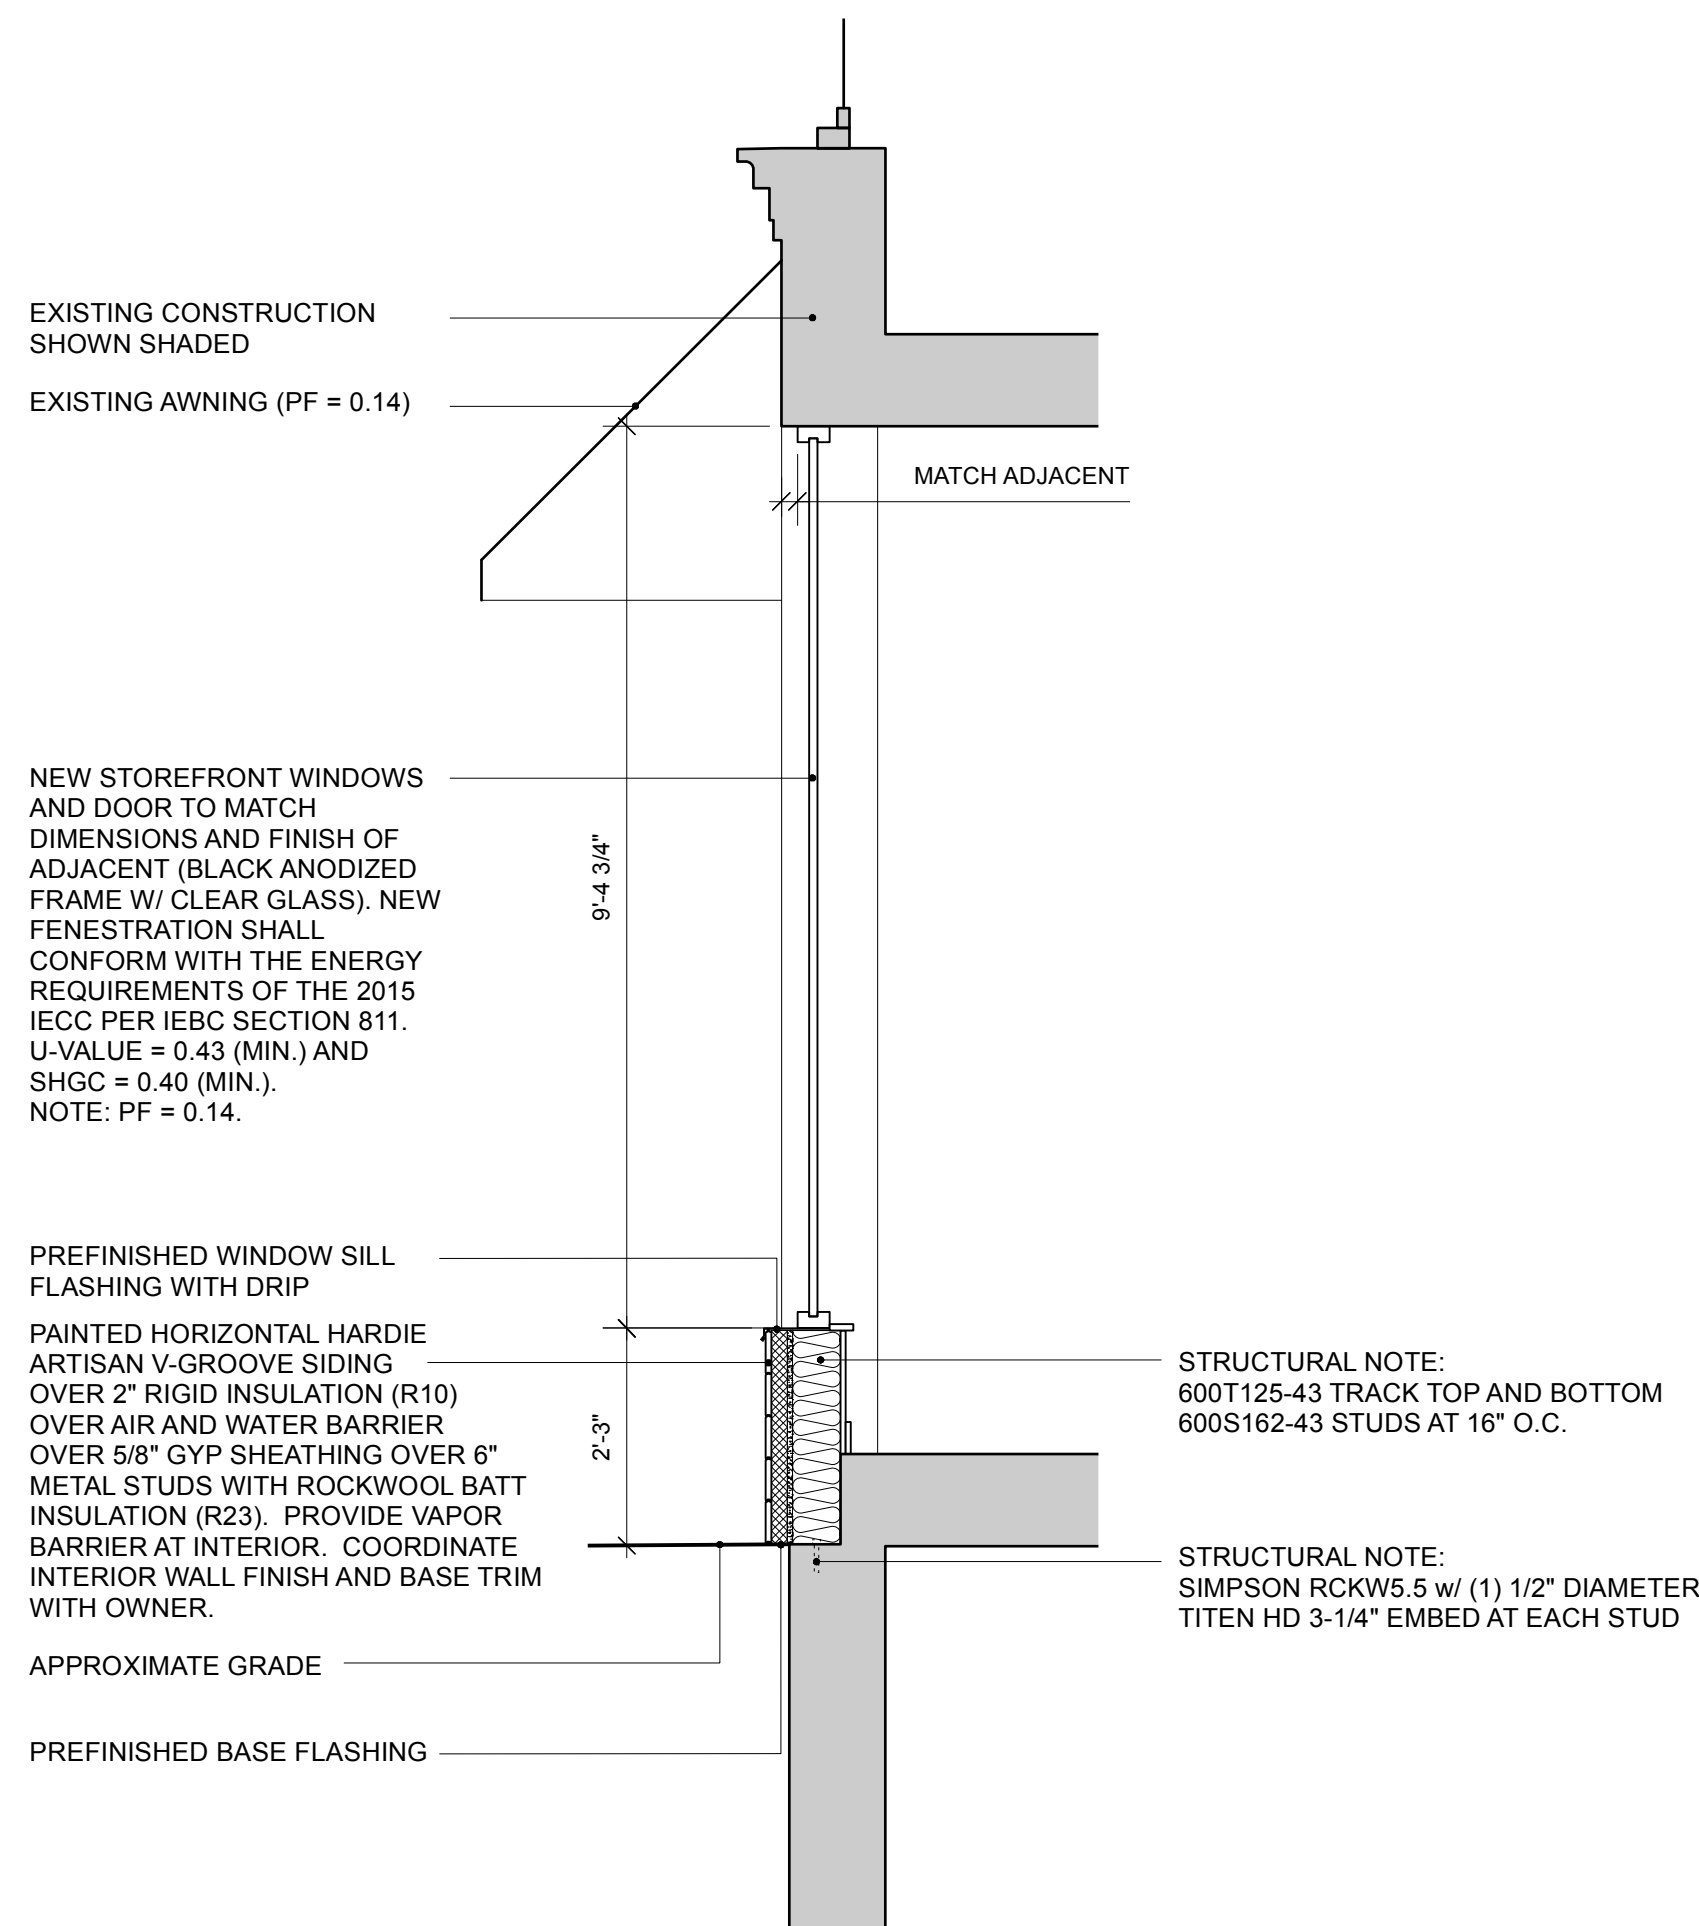 EXISTING CONSTRUCTION
SHOWN SHADED
EXISTING AWNING (PF = 0.14)
MATCH ADJACENT
NEW STOREFRONT WINDOWS
AND DOOR TO MATCH
DIMENSIONS AND FINISH OF
ADJACENT (BLACK ANODIZED
FRAME W/ CLEAR GLASS). NEW
FENESTRATION SHALL
CONFORM WITH THE ENERGY
REQUIREMENTS OF THE 2015
IECC PER IEBC SECTION 811.
U-VALUE = 0.43 (MIN.) AND
SHGC = 0.40 (MIN.).
NOTE: PF = 0.14.
9'-4 3/4"
PREFINISHED WINDOW SILL
FLASHING WITH DRIP
PAINTED HORIZONTAL HARDIE
ARTISAN V-GROOVE SIDING
OVER 2" RIGID INSULATION (R10)
OVER AIR AND WATER BARRIER
OVER 5/8" GYP SHEATHING OVER 6"
METAL STUDS WITH ROCKWOOL BATT
INSULATION (R23). PROVIDE VAPOR
BARRIER AT INTERIOR. COORDINATE
INTERIOR WALL FINISH AND BASE TRIM
WITH OWNER.
2'-3"
STRUCTURAL NOTE:
600T125-43 TRACK TOP AND BOTTOM
600S162-43 STUDS AT 16" O.C.
STRUCTURAL NOTE:
SIMPSON RCKW5.5 w/ (1) 1/2" DIAMETER
TITEN HD 3-1/4" EMBED AT EACH STUD
APPROXIMATE GRADE
PREFINISHED BASE FLASHING